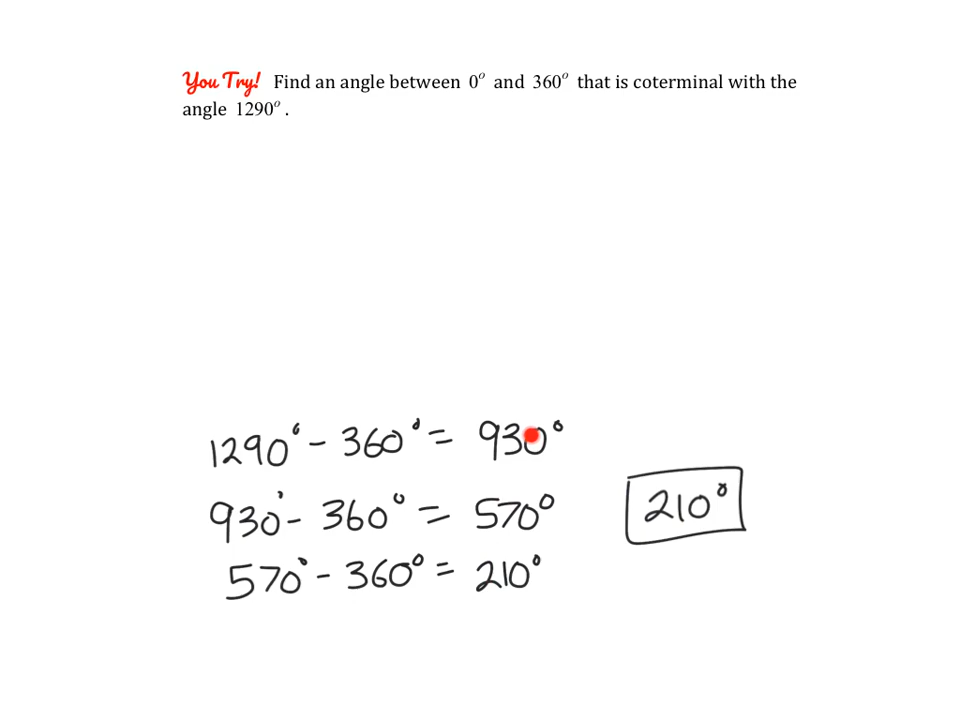 You Try! Find an angle between 0° and 360° that is coterminal with the
angle 1290°.
1290° - 360° = 930°
930° - 360° = 570°
570° - 360° = 210°
210°